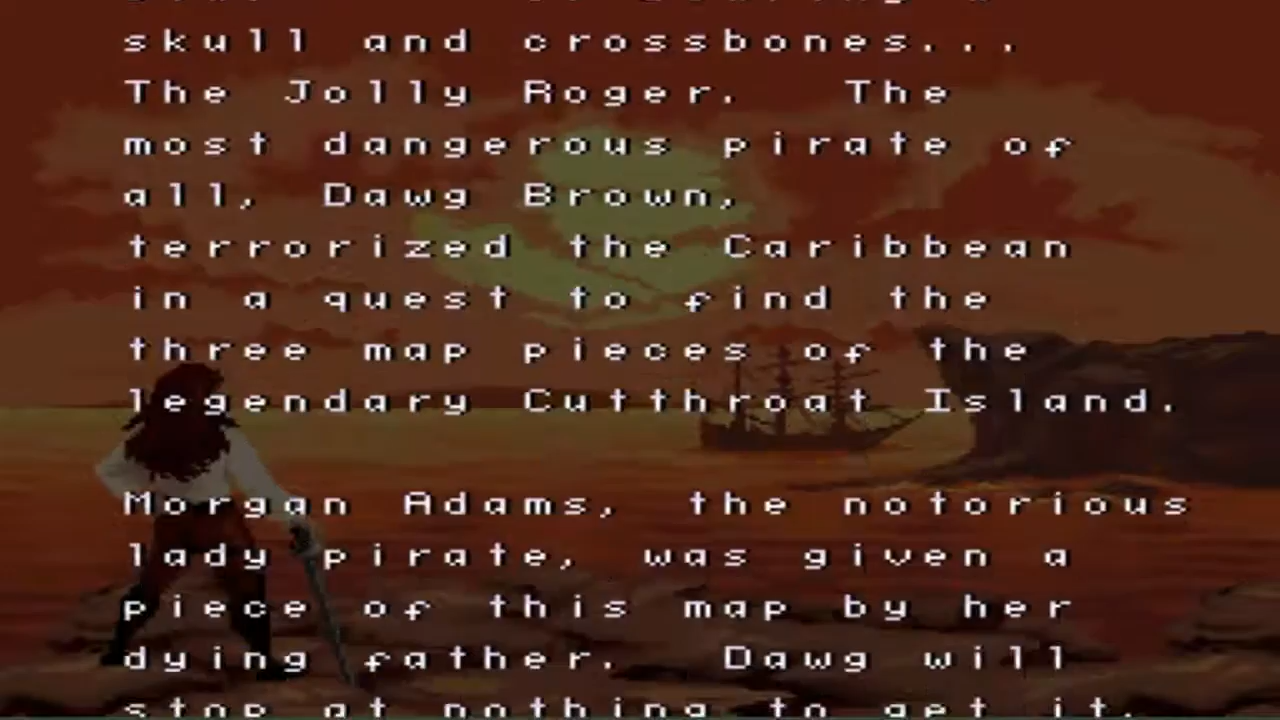 skull and crossbones...
The Jolly Roger. The
most dangerous pirate of
all, Dawg Brown,
terrorized the Caribbean
in a quest to find the
three map pieces of the
legendary Cutthroat Island.
Morgan Adams, the notorious
lady pirate, was given a
piece of this map by her
dying father. Dawg will
stop at nothing to get it.